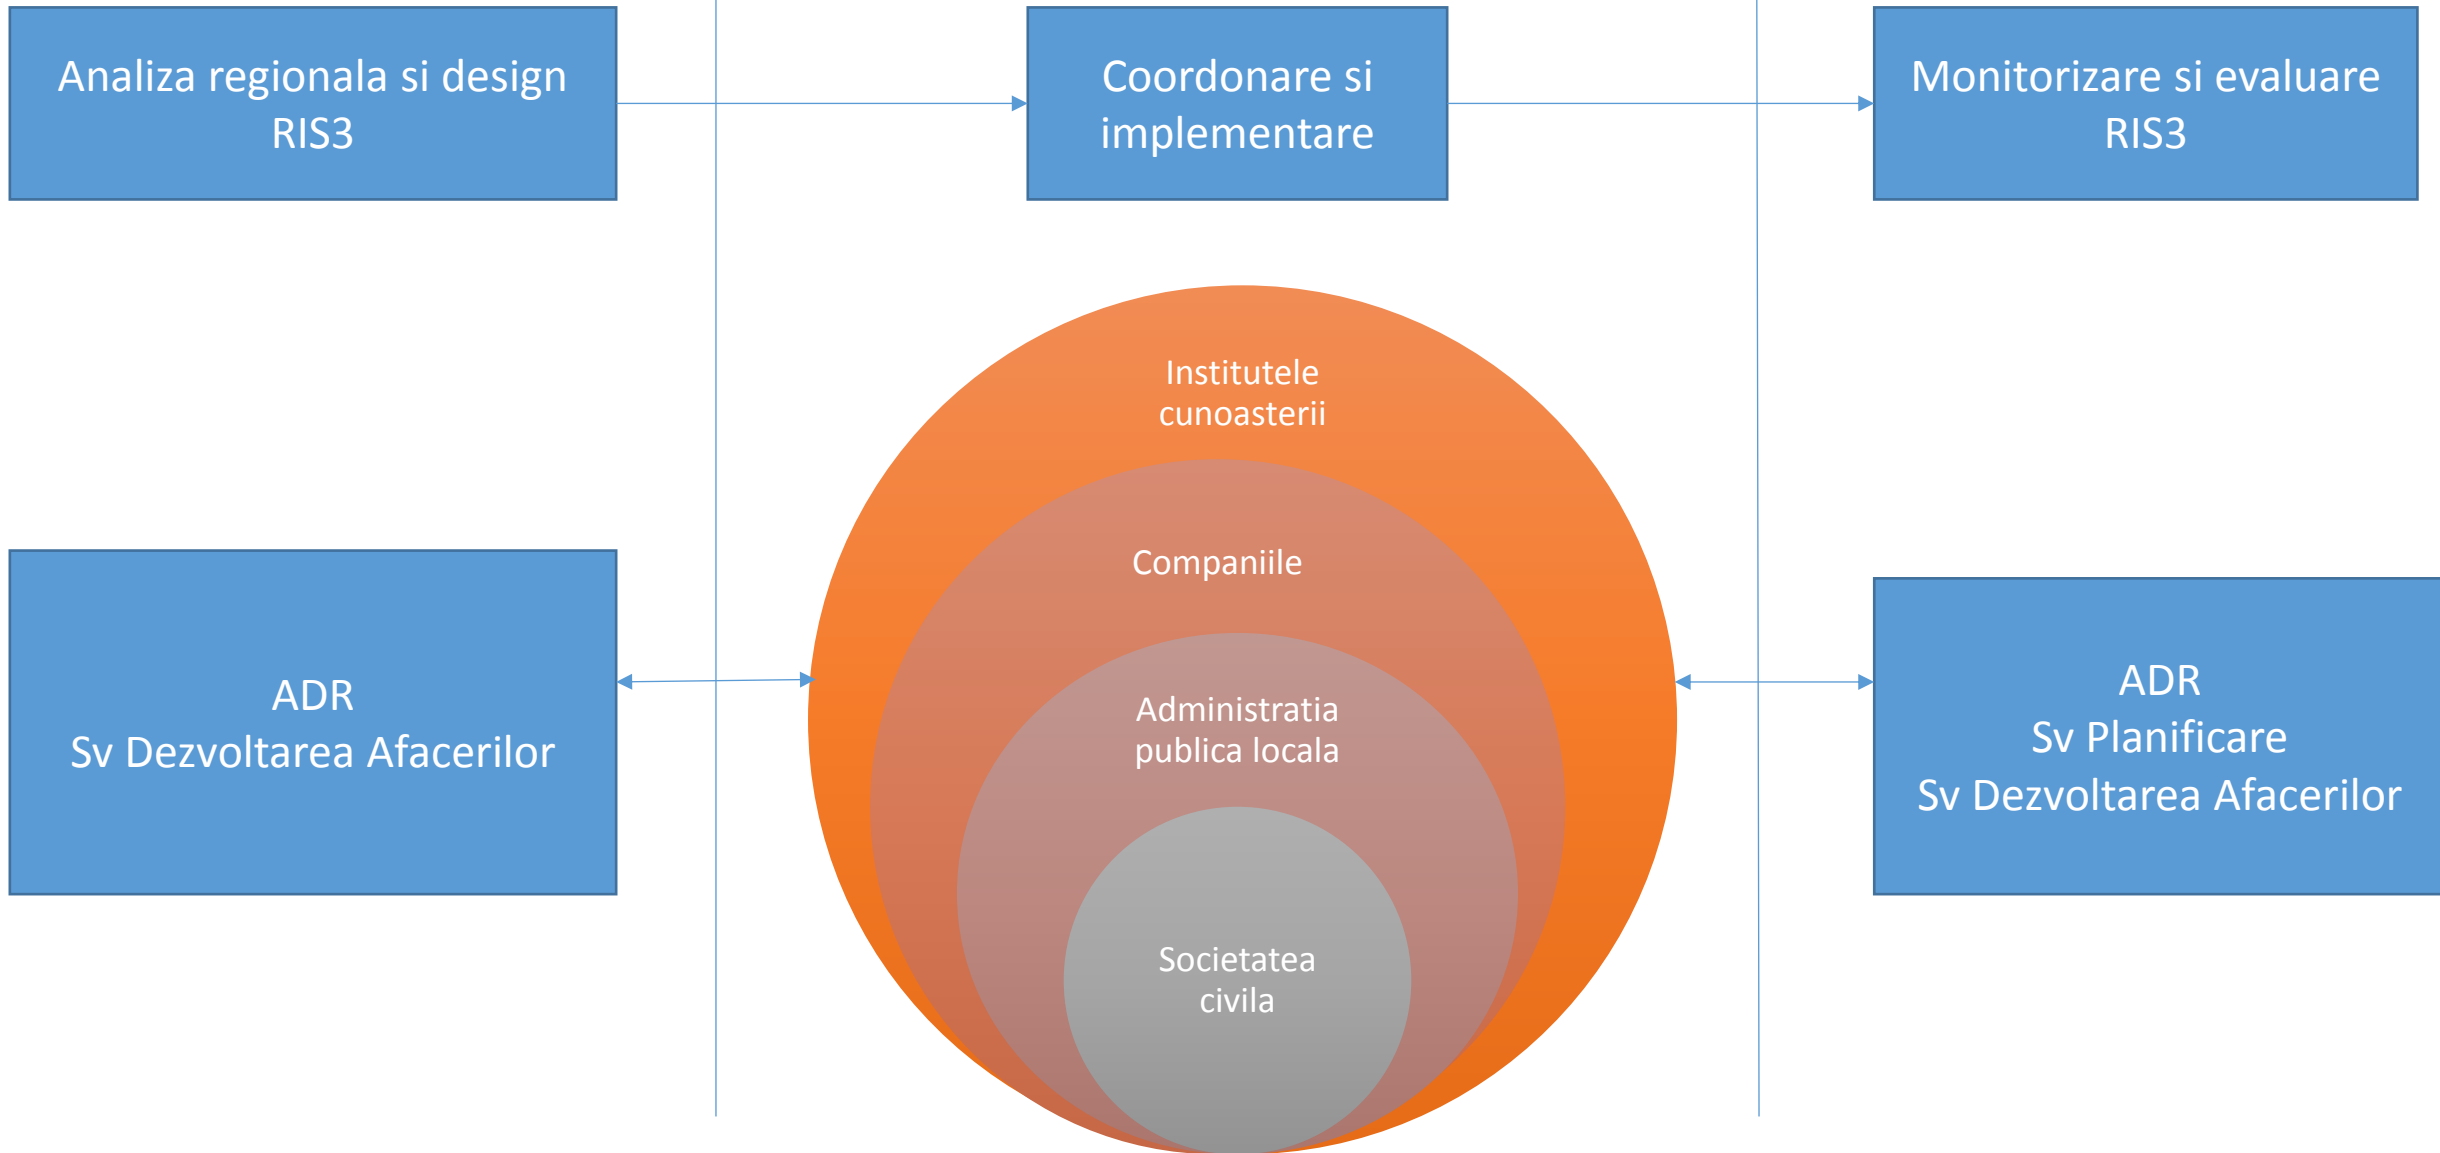 Analiza regionala si design
RIS3
Coordonare si
implementare
Monitorizare si evaluare
RIS3
Institutele
cunoasterii
Companiile
Administratia
publica locala
Societatea
civila
ADR
Sv Dezvoltarea Afacerilor
ADR
Sv Planificare
Sv Dezvoltarea Afacerilor